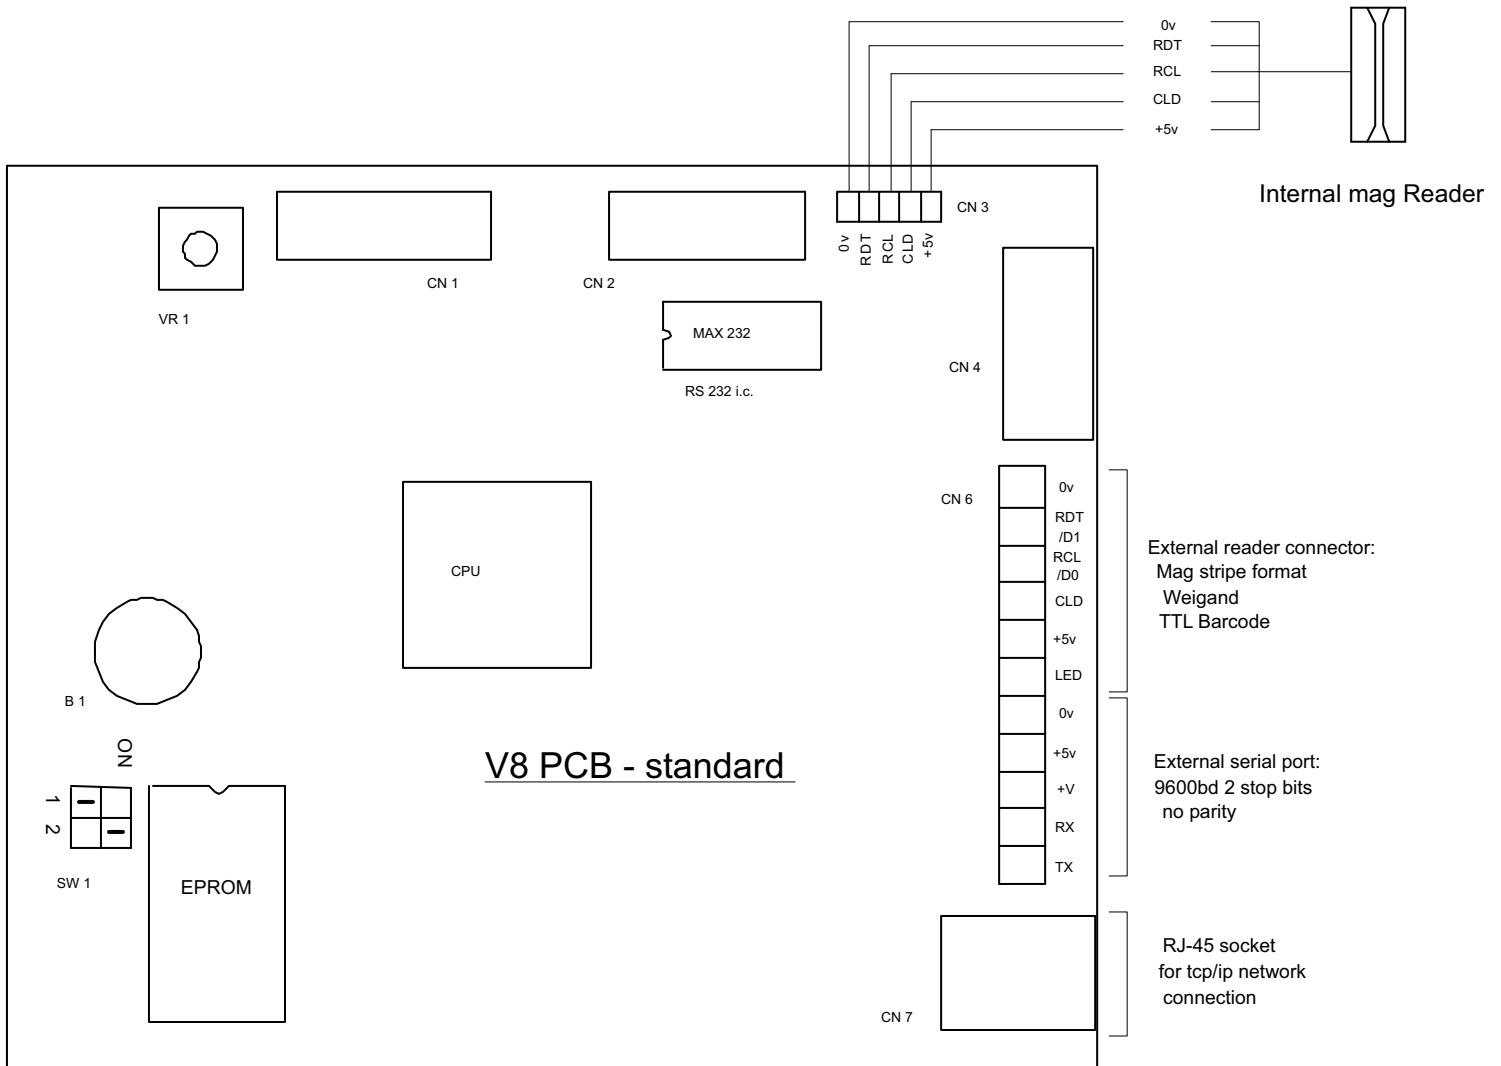 0v
RDT
RCL
CLD
+5v
Internal mag Reader
CN 3
0v
RDT
RCL
CLD
+5v
CN 1
CN 2
VR 1
MAX 232
RS 232 i.c.
CN 4
CN 6
0v
RDT
/D1
RCL
/D0
CLD
+5v
LED
External reader connector:
Mag stripe format
Weigand
TTL Barcode
CPU
B 1
ON
1
2
SW 1
EPROM
V8 PCB - standard
0v
+5v
+V
RX
TX
External serial port:
9600bd 2 stop bits
no parity
CN 7
RJ-45 socket
for tcp/ip network
connection